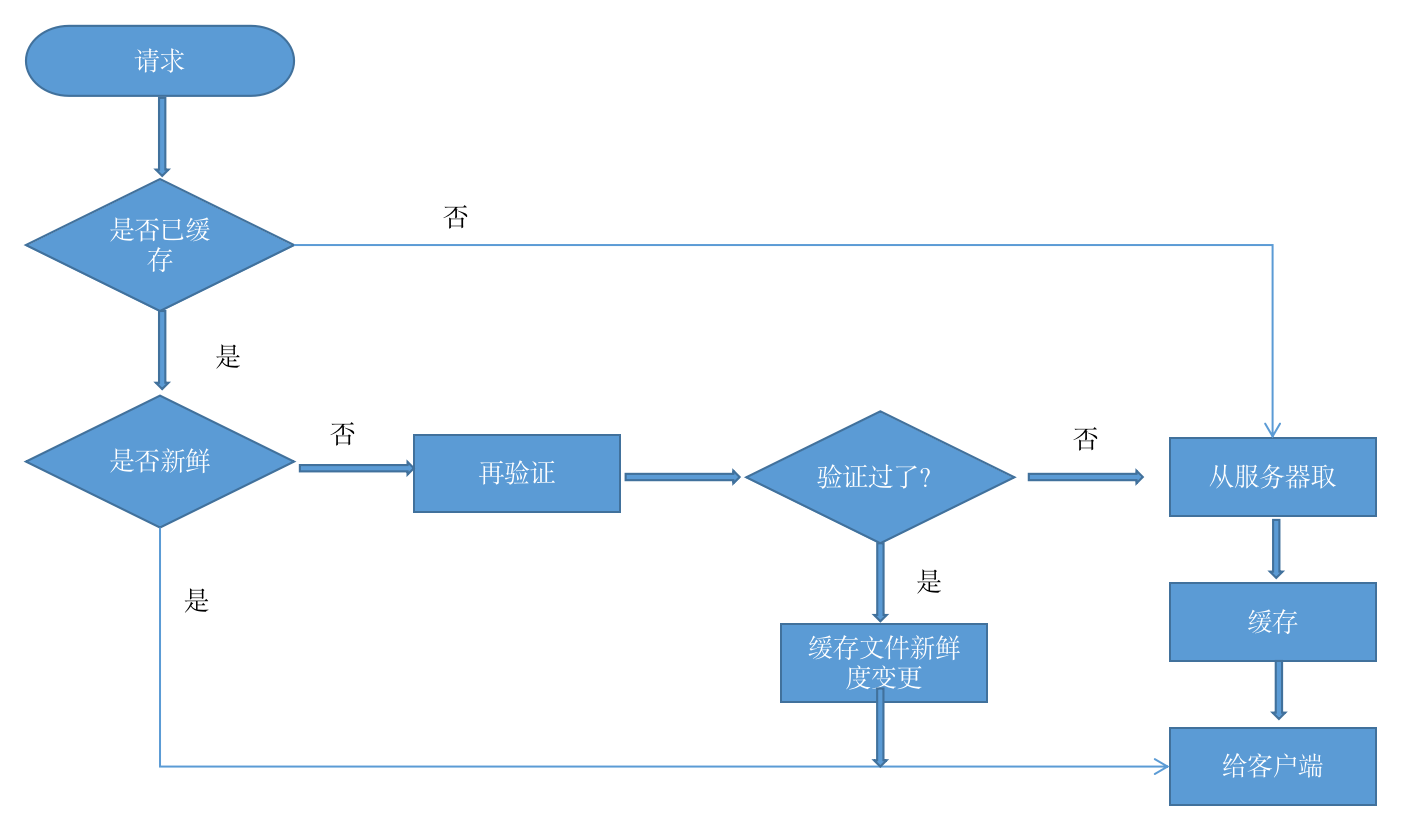 请求
是否已缓
存
否
是
是否新鲜
否
再验证
验证过了?
否
从服务器取
是
是
缓存
缓存文件新鲜
度变更
给客户端